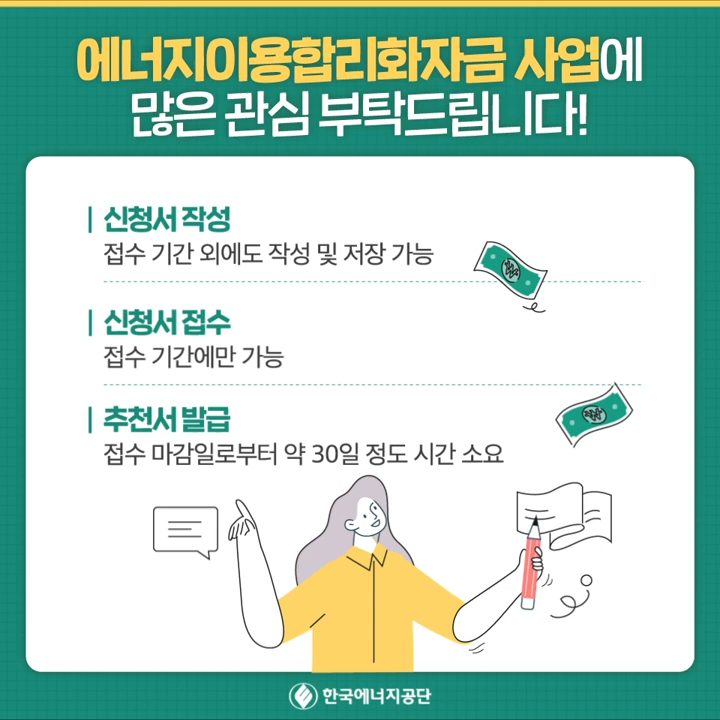 에너지이용합리화자금 사업에
많은 관심 부탁드립니다!
신청서 작성
접수 기간 외에도 작성 및 저장 가능
신청서 접수
접수 기간에만 가능
추천서 발급
접수 마감일로부터 약 30일 정도 시간 소요
한국에너지공단